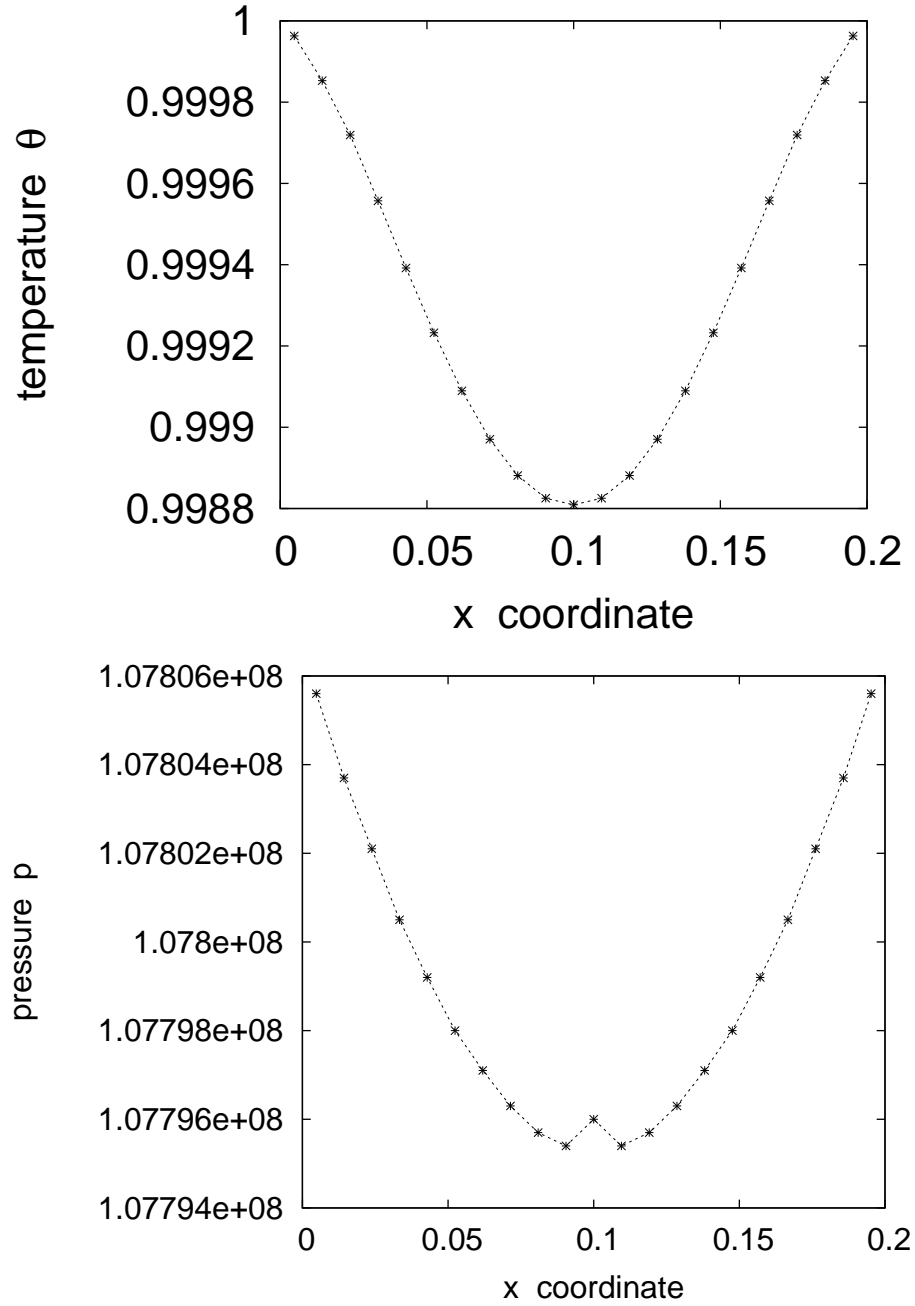 1
0.9998
0.9996
0.9994
0.9992
0.999
0.9988
temperature θ
0 0.05 0.1 0.15 0.2
x coordinate
1.07806e+08
1.07804e+08
1.07802e+08
1.078e+08
1.07798e+08
1.07796e+08
1.07794e+08
pressure p
0 0.05 0.1 0.15 0.2
x coordinate